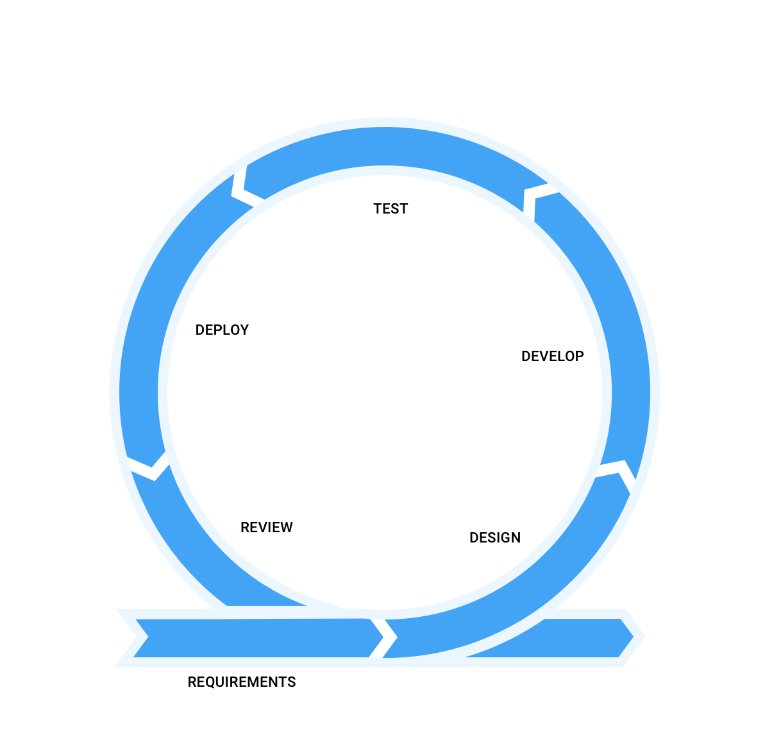 TEST
DEPLOY
DEVELOP
REVIEW
DESIGN
REQUIREMENTS